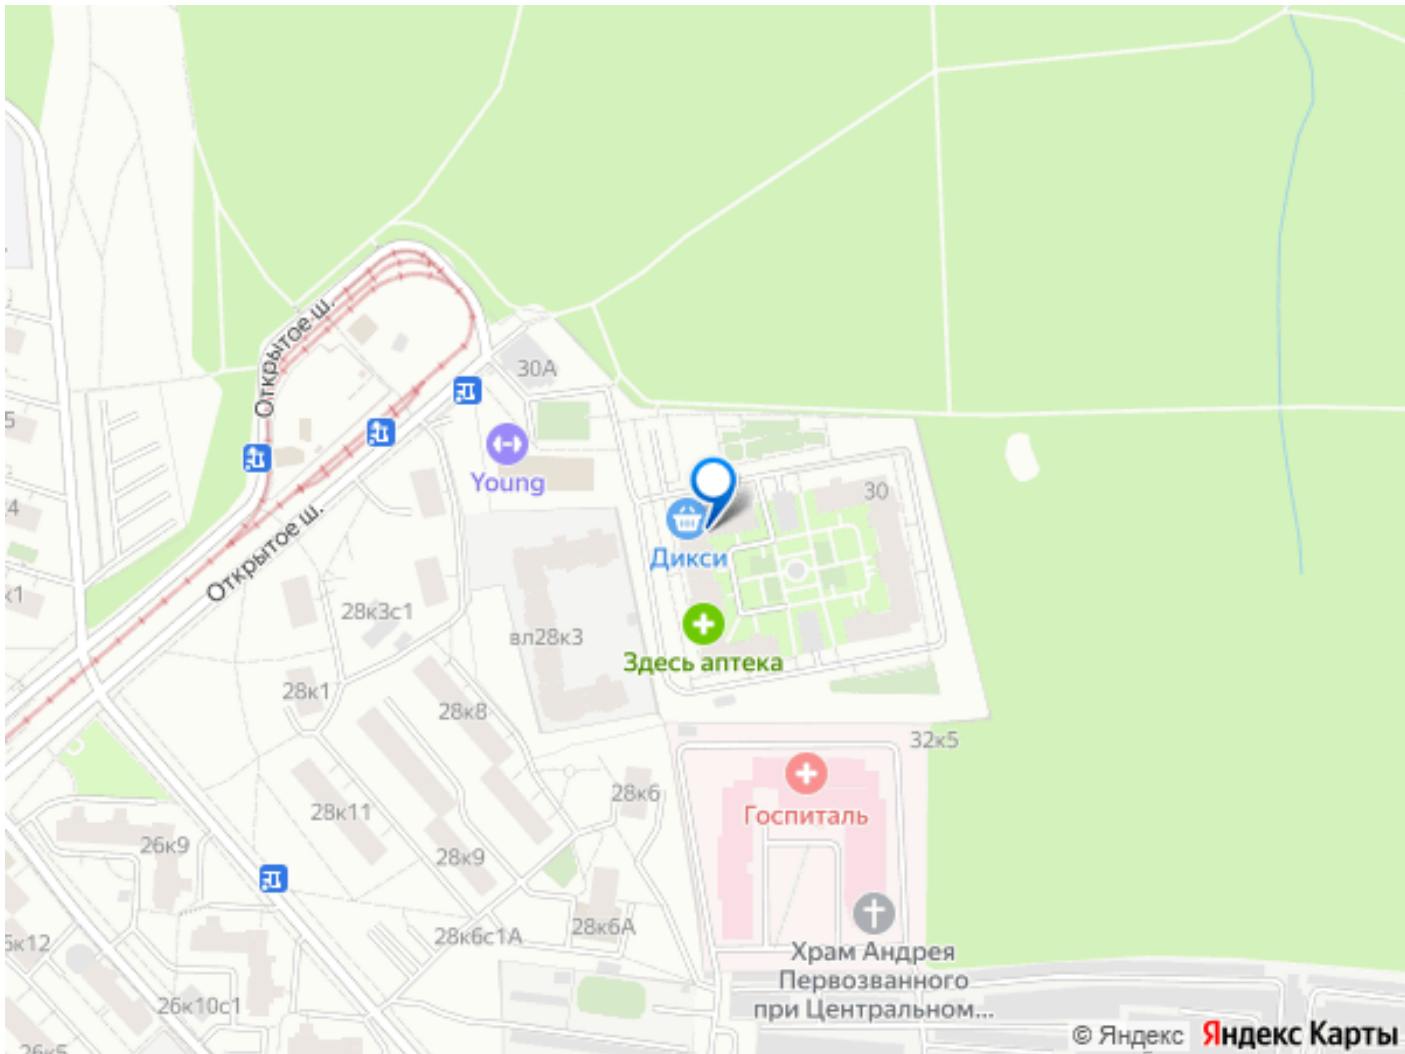 Открытое ш.
30А
Young
Открытое ш.
30
Дикси
28к3с1
вл28к3
Здесь аптека
28к1
28к8
32к5
28к6
Госпиталь
28к11
26к9
28к9
28к6А
28к6с1А
Храм Андрея
Первозванного
при Центральном...
26к10с1
© Яндекс Яндекс Карты